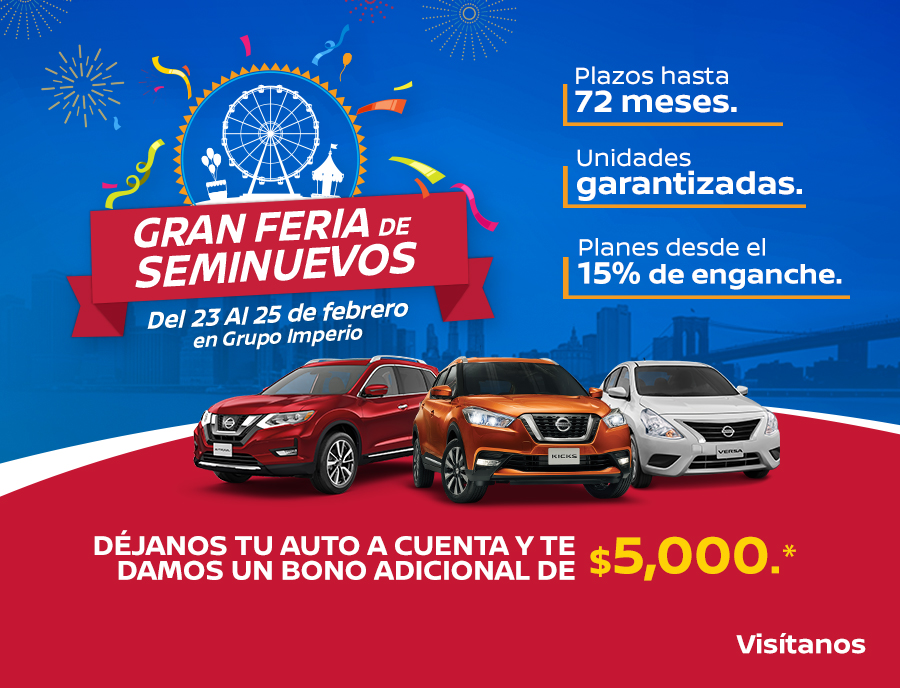 GRAN FERIA DE
SEMINUEVOS
Del 23 Al 25 de febrero
en Grupo Imperio
Plazos hasta
72 meses.
Unidades
garantizadas.
Planes desde el
15% de enganche.
KICKS
VERSA
DÉJANOS TU AUTO A CUENTA Y TE
DAMOS UN BONO ADICIONAL DE
$5,000.*
Visítanos